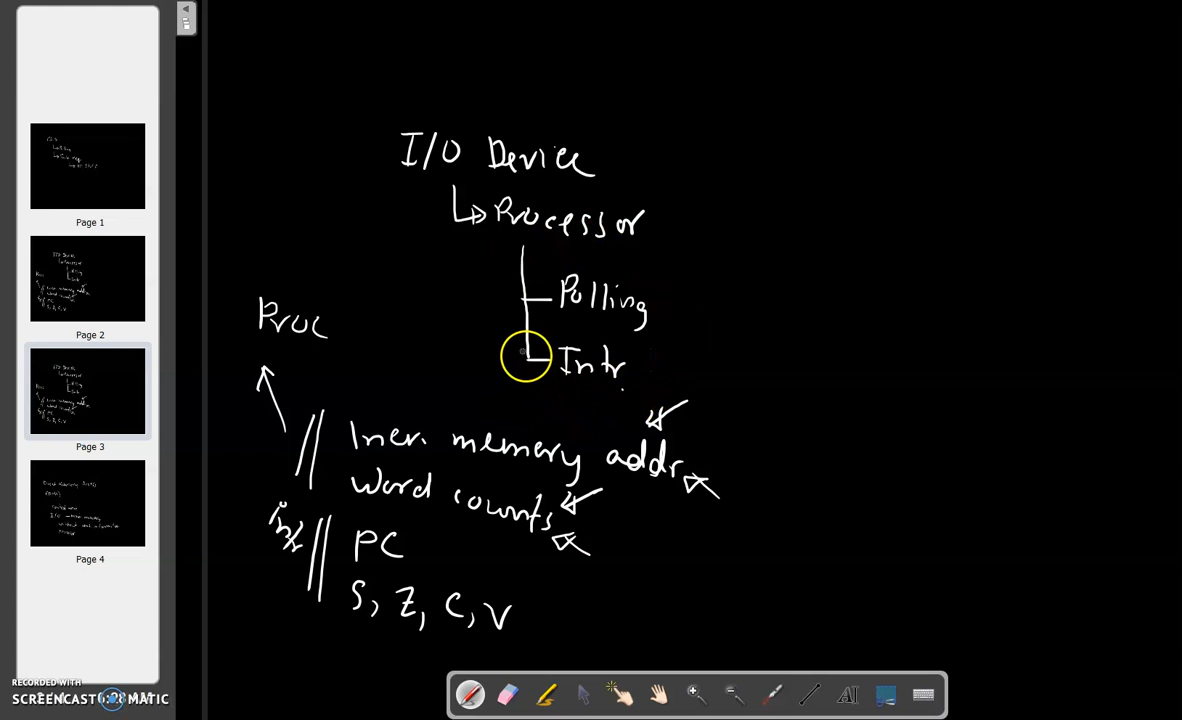 I/O Device
Processor
Polling
Intr.
Proc
Incr. memory addr
word counts
intr
PC
S, Z, C, V
Page 1
Page 2
Page 3
Page 4
RECORDED WITH
SCREENCAST MATIC